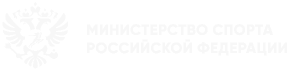 МИНИСТЕРСТВО СПОРТА
РОССИЙСКОЙ ФЕДЕРАЦИИ